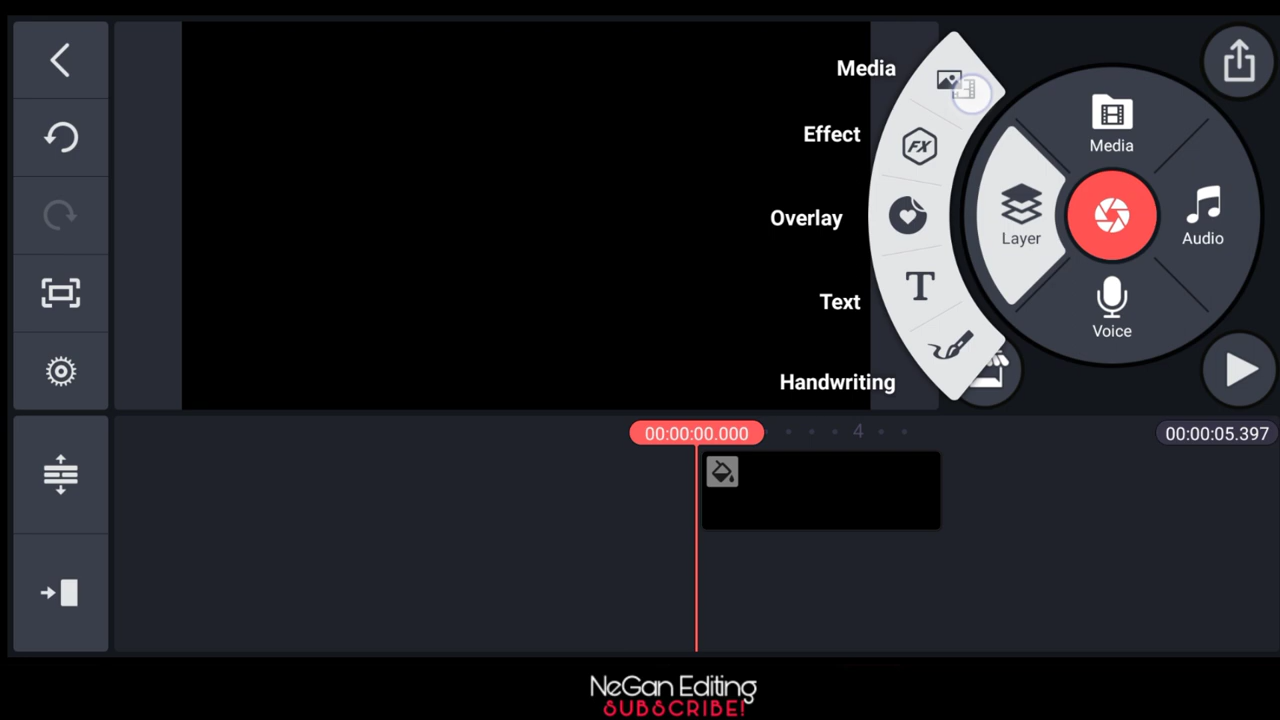 Media
Effect
Overlay
Text
Handwriting
FX
T
Media
Layer
Audio
Voice
00:00:00.000
4
00:00:05.397
NeGan Editing
SUBSCRIBE!